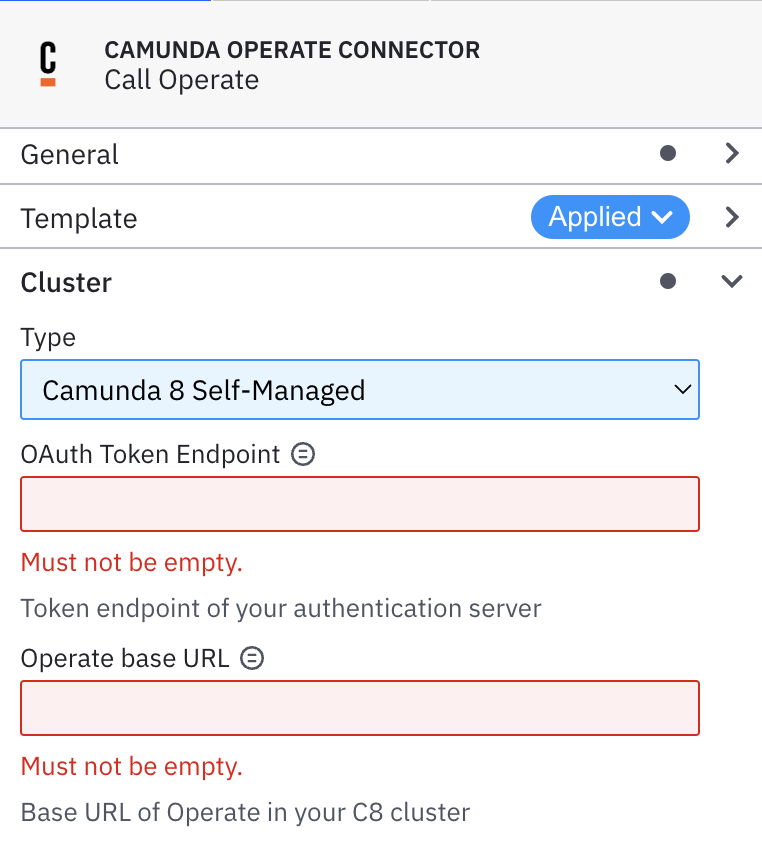 CAMUNDA OPERATE CONNECTOR
Call Operate
General
Template
Applied
Cluster
Type
Camunda 8 Self-Managed
OAuth Token Endpoint
Must not be empty.
Token endpoint of your authentication server
Operate base URL
Must not be empty.
Base URL of Operate in your C8 cluster